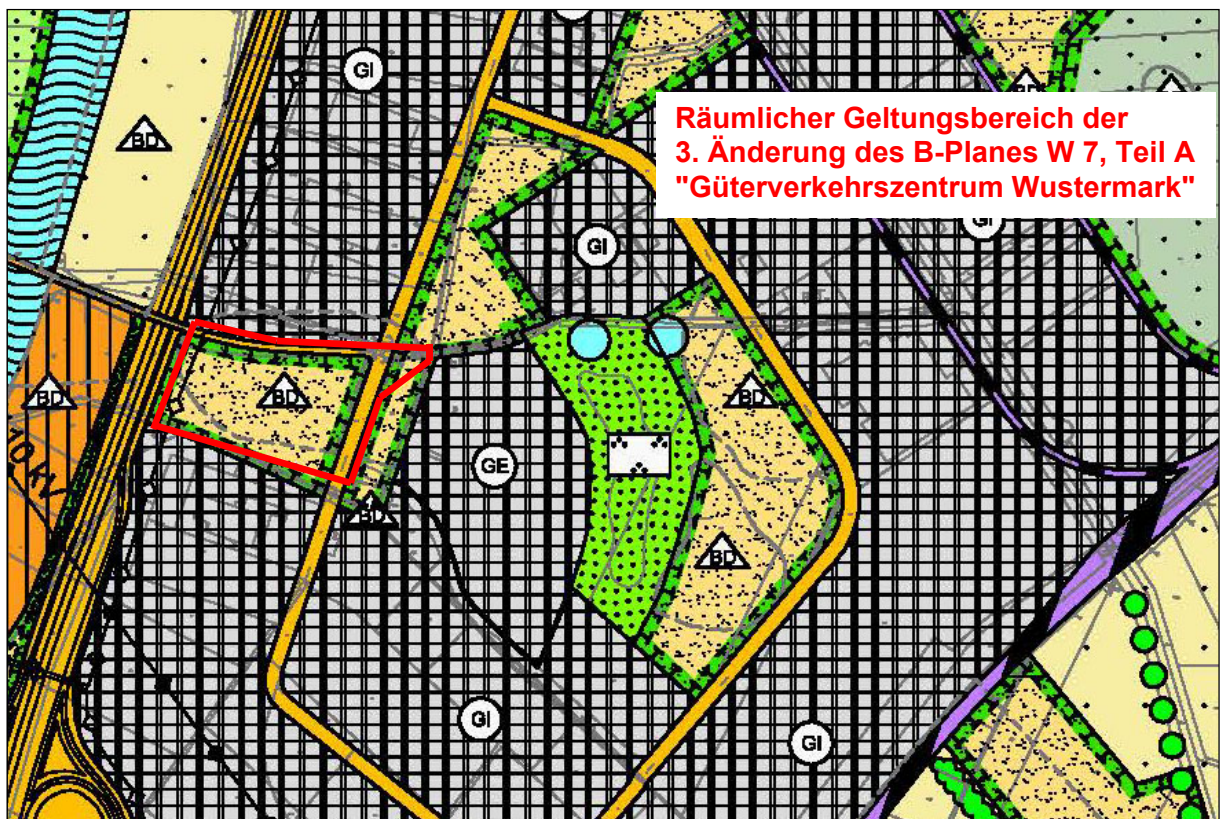 GI
BD
Räumlicher Geltungsbereich der
3. Änderung des B-Planes W 7, Teil A
"Güterverkehrszentrum Wustermark"
GI
GI
BD
BD
BD
GE
BD
BD
GI
GI